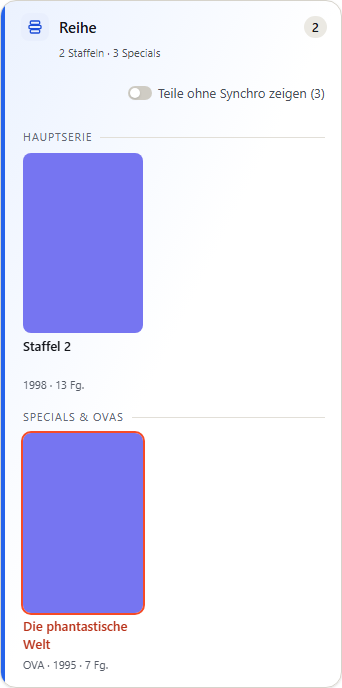 Reihe
2
2 Staffeln · 3 Specials
Teile ohne Synchro zeigen (3)
HAUPTSERIE
Staffel 2
1998 · 13 Fg.
SPECIALS & OVAS
Die phantastische
Welt
OVA · 1995 · 7 Fg.